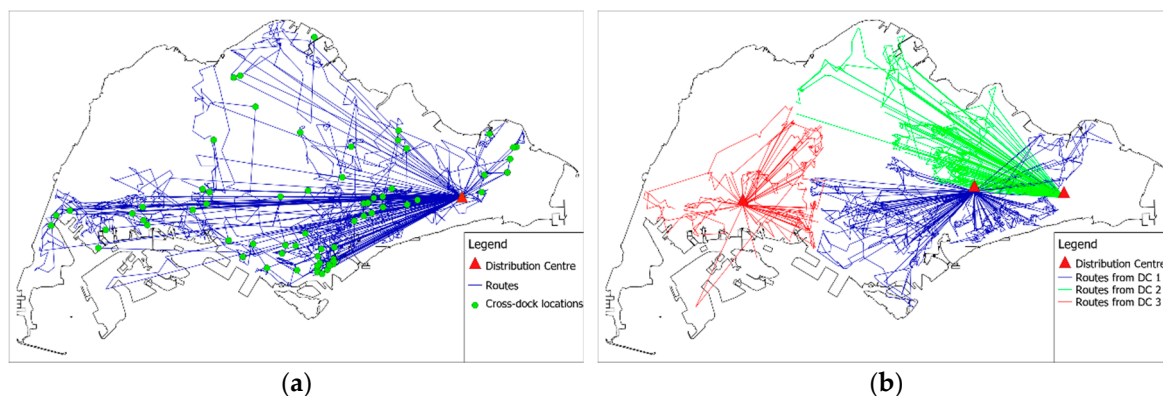 Legend
Distribution Centre
Routes
Cross-dock locations
(a)
Legend
Distribution Centre
Routes from DC 1
Routes from DC 2
Routes from DC 3
(b)